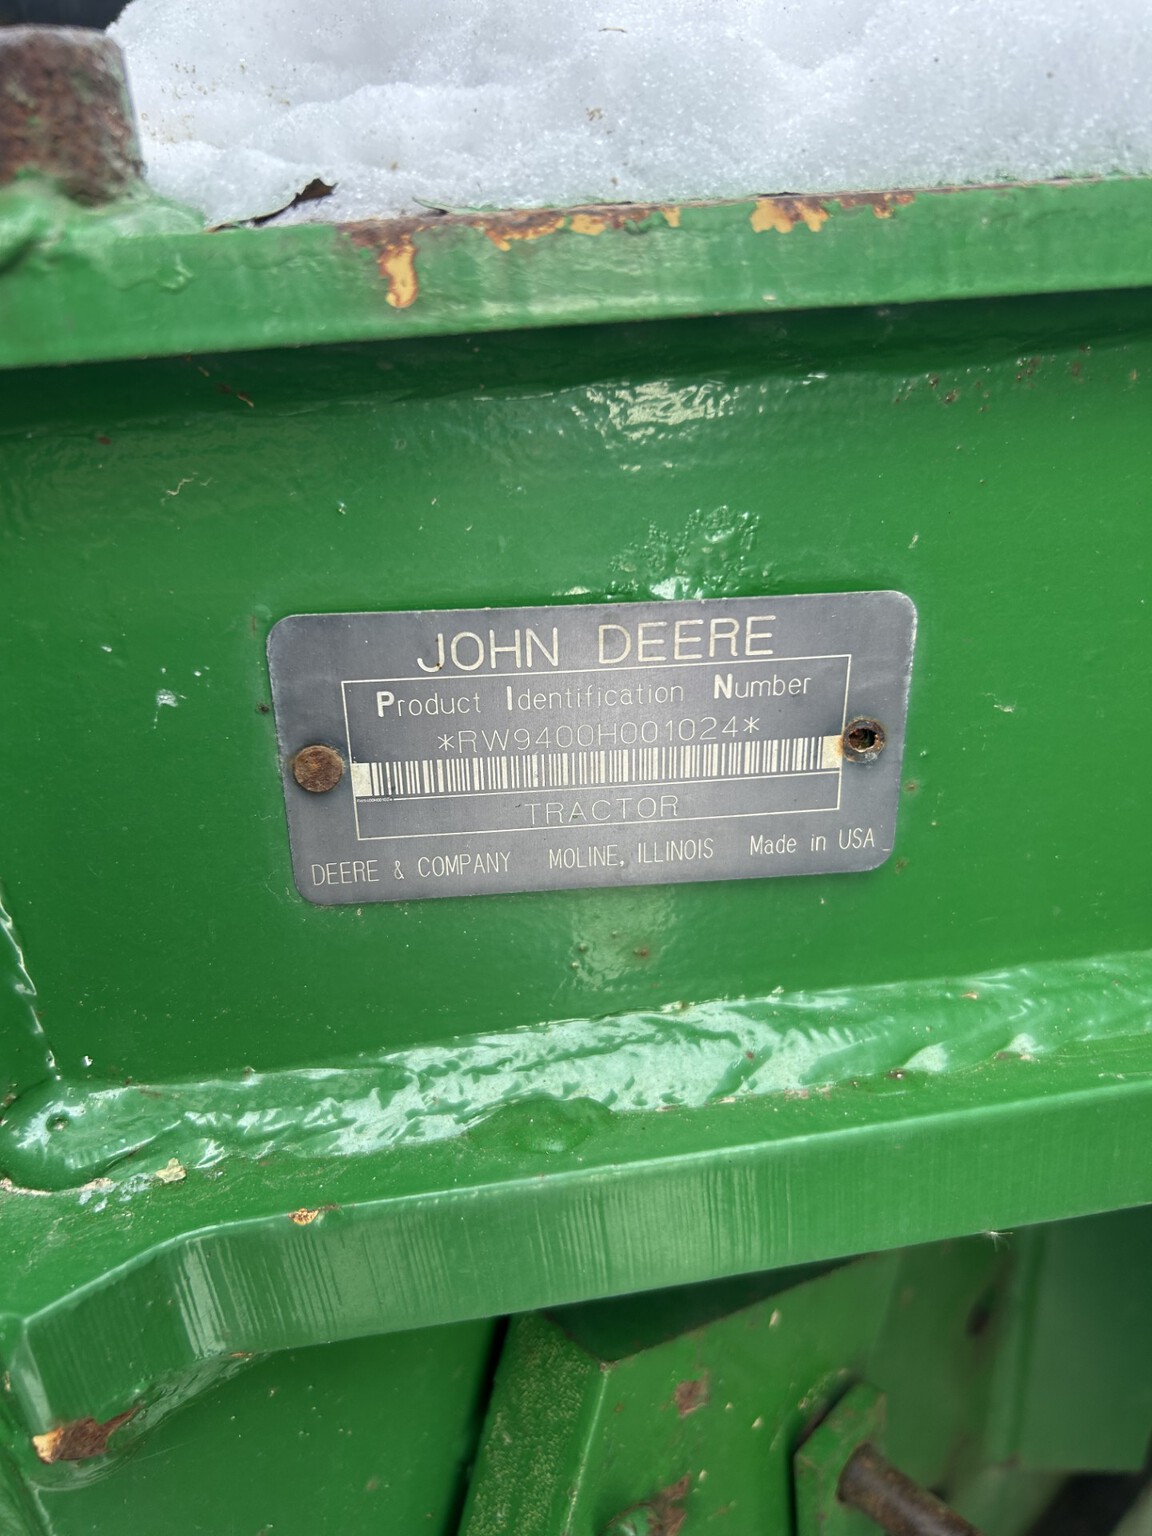 JOHN DEERE
Product Identification Number
*RW9400H001024*
TRACTOR
DEERE & COMPANY MOLINE, ILLINOIS Made in USA